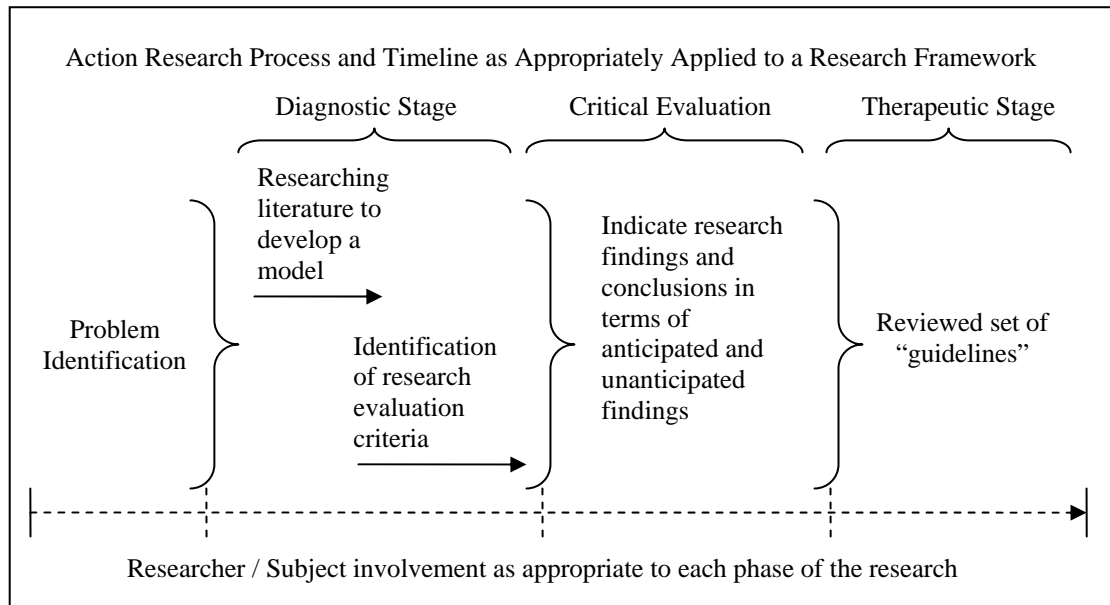 Action Research Process and Timeline as Appropriately Applied to a Research Framework
Diagnostic Stage
Critical Evaluation
Therapeutic Stage
Problem
Identification
Researching
literature to
develop a
model
Identification
of research
evaluation
criteria
Indicate research
findings and
conclusions in
terms of
anticipated and
unanticipated
findings
Reviewed set of
“guidelines”
Researcher / Subject involvement as appropriate to each phase of the research